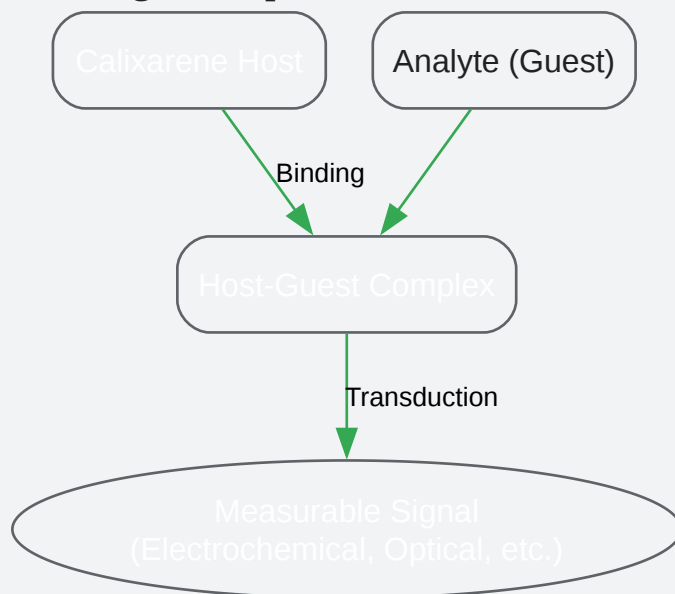 Calixarene Host
Analyte (Guest)
Binding
Host-Guest Complex
Transduction
Measurable Signal
(Electrochemical, Optical, etc.)